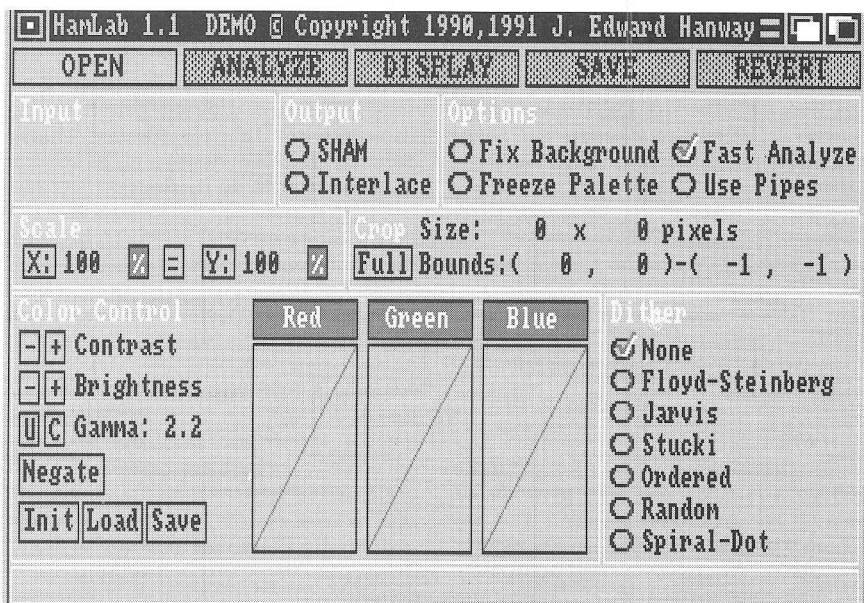 HamLab 1.1 DEMO © Copyright 1990,1991 J. Edward Hanway
OPEN ANALYZE DISPLAY SAVE REVERT
Input
Output
SHAM
Interlace
Options
Fix Background Fast Analyze
Freeze Palette Use Pipes
Scale
X: 100 % = Y: 100 %
Crop Size: 0 x 0 pixels
Full Bounds:( 0 , 0 )-( -1 , -1 )
Color Control
- + Contrast
- + Brightness
U C Gamma: 2.2
Negate
Init Load Save
Red Green Blue
Dither
None
Floyd-Steinberg
Jarvis
Stucki
Ordered
Random
Spiral-Dot